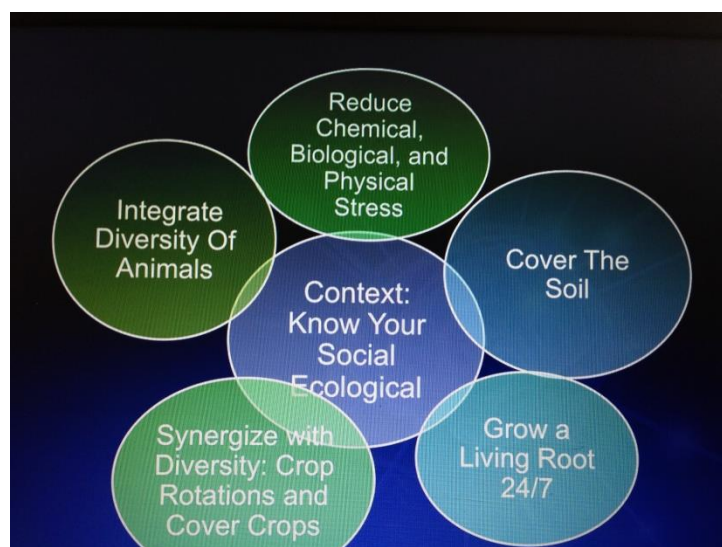 Reduce
Chemical,
Biological, and
Physical
Stress
Integrate
Diversity Of
Animals
Cover The
Soil
Context:
Know Your
Social
Ecological
Synergize with
Diversity: Crop
Rotations and
Cover Crops
Grow a
Living Root
24/7